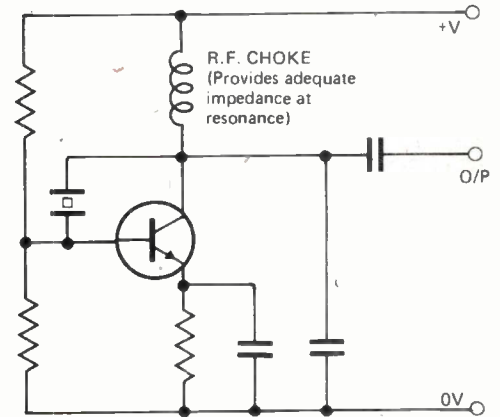 +V
R.F. CHOKE
(Provides adequate
impedance at
resonance)
O/P
0V